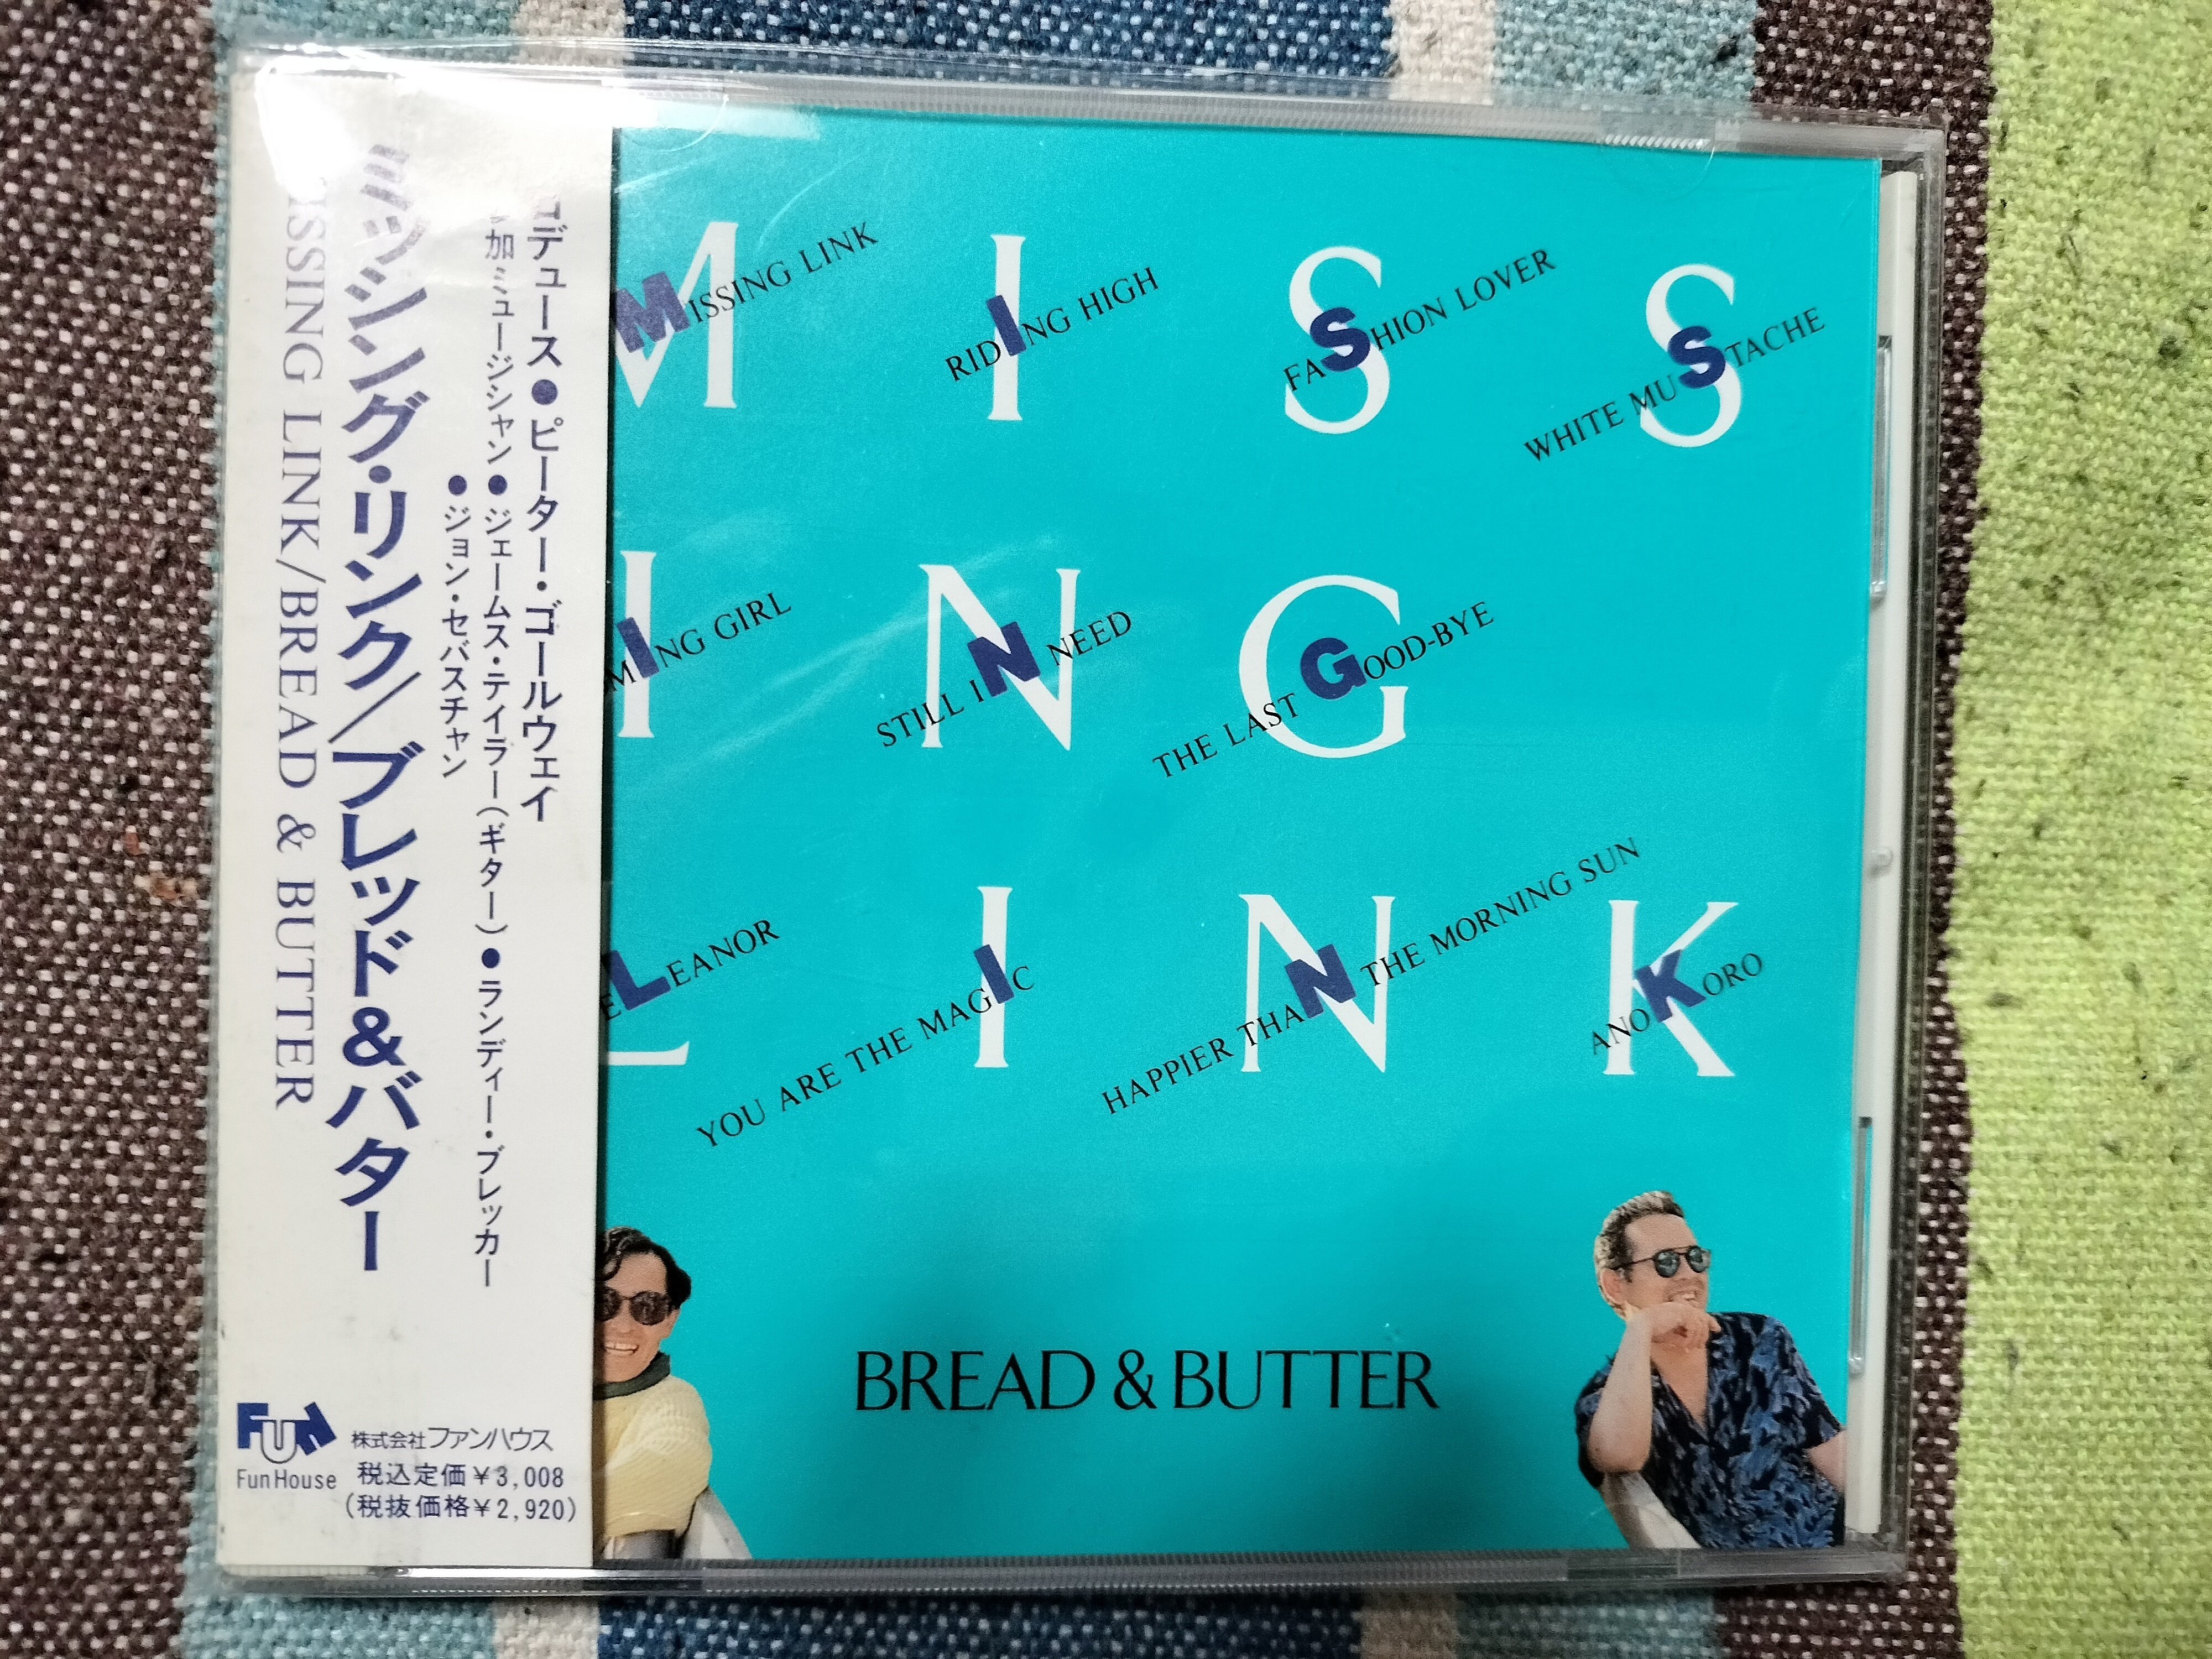 ロデュース●ピーター・ゴールウェイ
加ミュージシャン●ジェームス・テイラー(ギター)●ランディー・ブレッカー
●ジョン・セバスチャン
ミッシング・リンク/ブレッド&バター
ISSING LINK/BREAD & BUTTER
Fun
Fun House
株式会社ファンハウス
税込定価¥3,008
(税抜価格¥2,920)
M I S S
MISSING LINK
RIDING HIGH
FASHION LOVER
WHITE MUSTACHE
I N G
MING GIRL
STILL IN NEED
THE LAST GOOD-BYE
L I N K
ELEANOR
YOU ARE THE MAGIC
HAPPIER THAN THE MORNING SUN
ANOKORO
BREAD & BUTTER